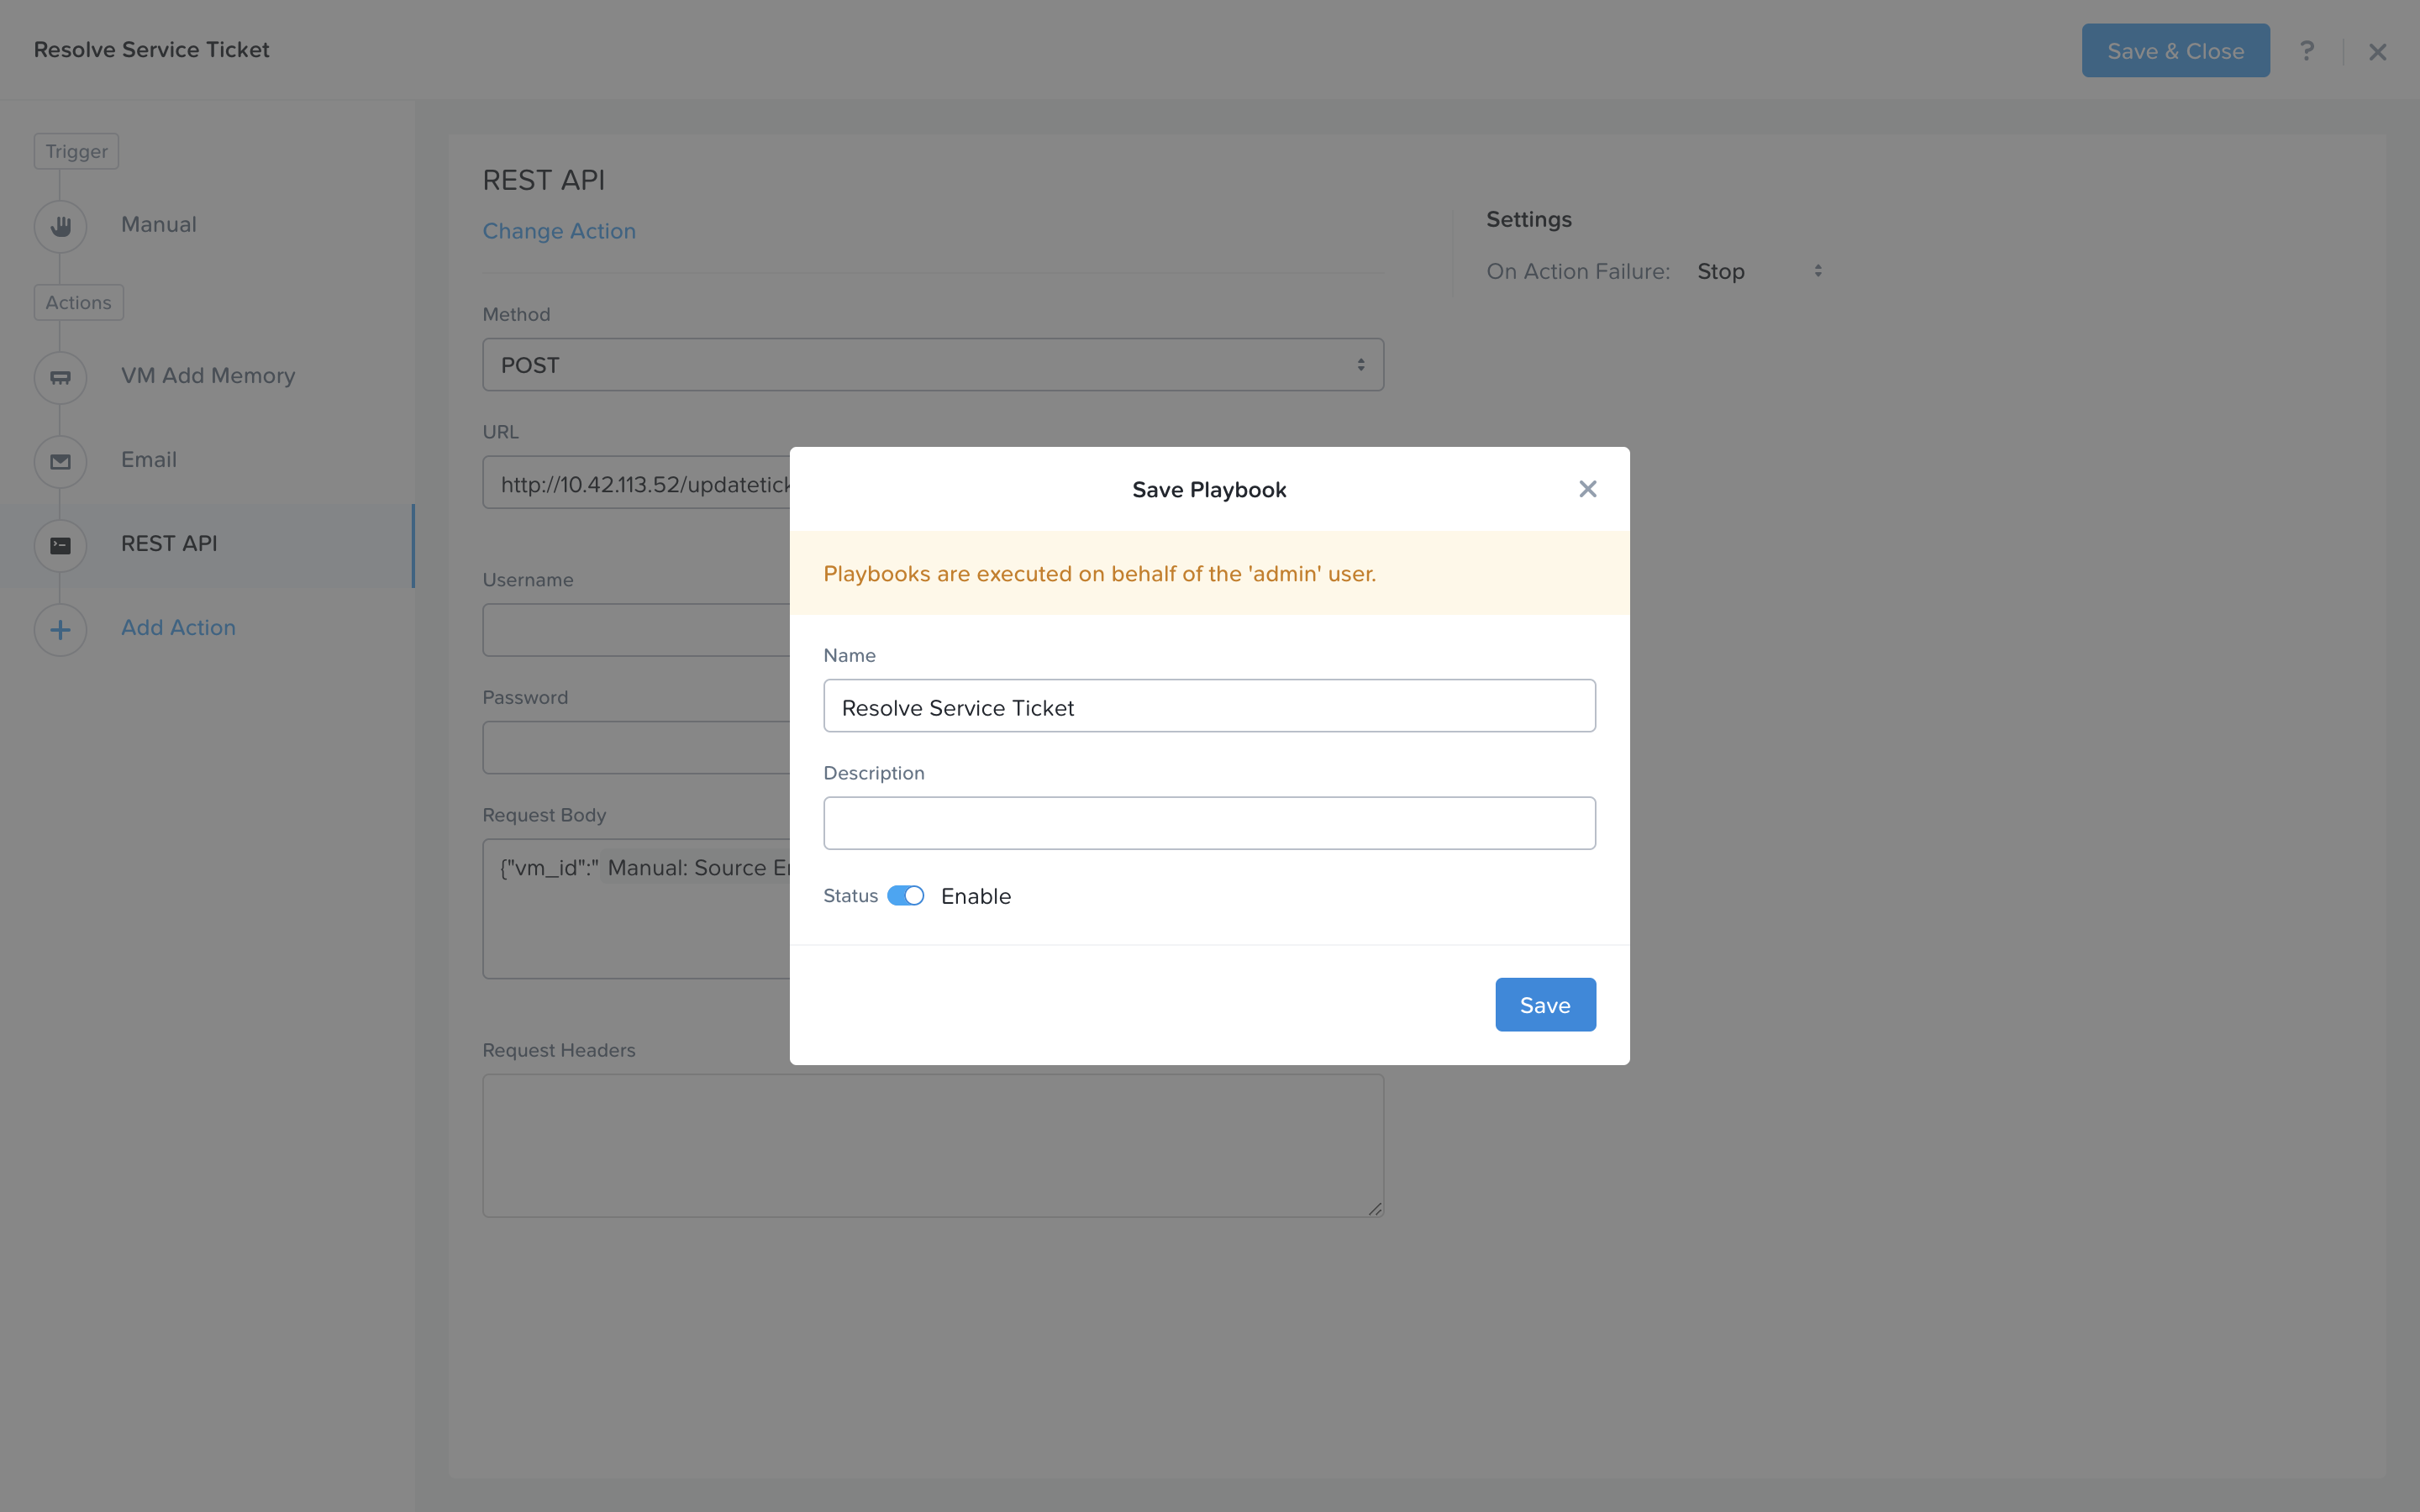 Resolve Service Ticket
Save & Close
?
Trigger
Manual
Actions
VM Add Memory
Email
REST API
Add Action
REST API
Change Action
Settings
On Action Failure: Stop
Method
POST
URL
http://10.42.113.52/updatetick
Username
Password
Request Body
{"vm_id":" Manual: Source
Request Headers
Save Playbook
Playbooks are executed on behalf of the 'admin' user.
Name
Resolve Service Ticket
Description
Status Enable
Save